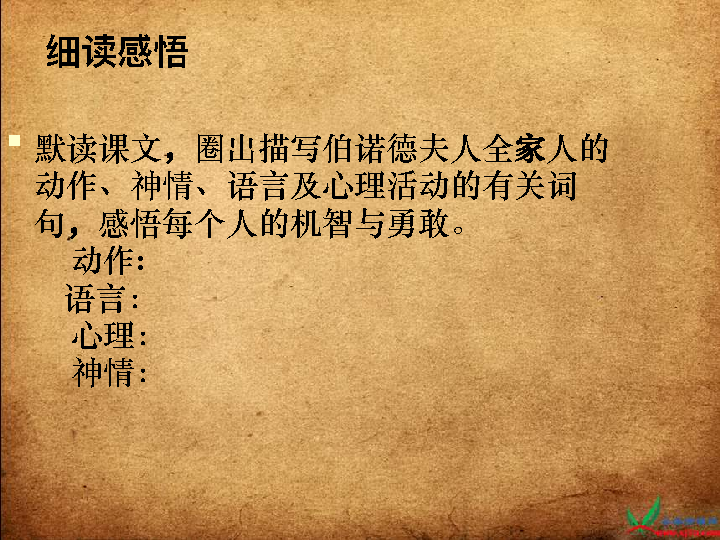 细读感悟
默读课文，圈出描写伯诺德夫人全家人的
动作、神情、语言及心理活动的有关词
句，感悟每个人的机智与勇敢。
动作：
语言：
心理：
神情：